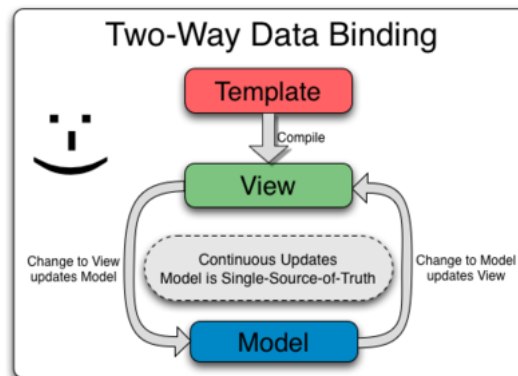 Two-Way Data Binding
Template
Compile
View
Change to View
updates Model
Continuous Updates
Model is Single-Source-of-Truth
Change to Model
updates View
Model